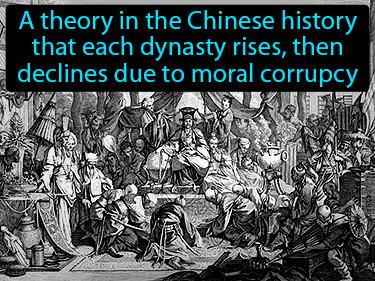 A theory in the Chinese history
that each dynasty rises, then
declines due to moral corrupcy